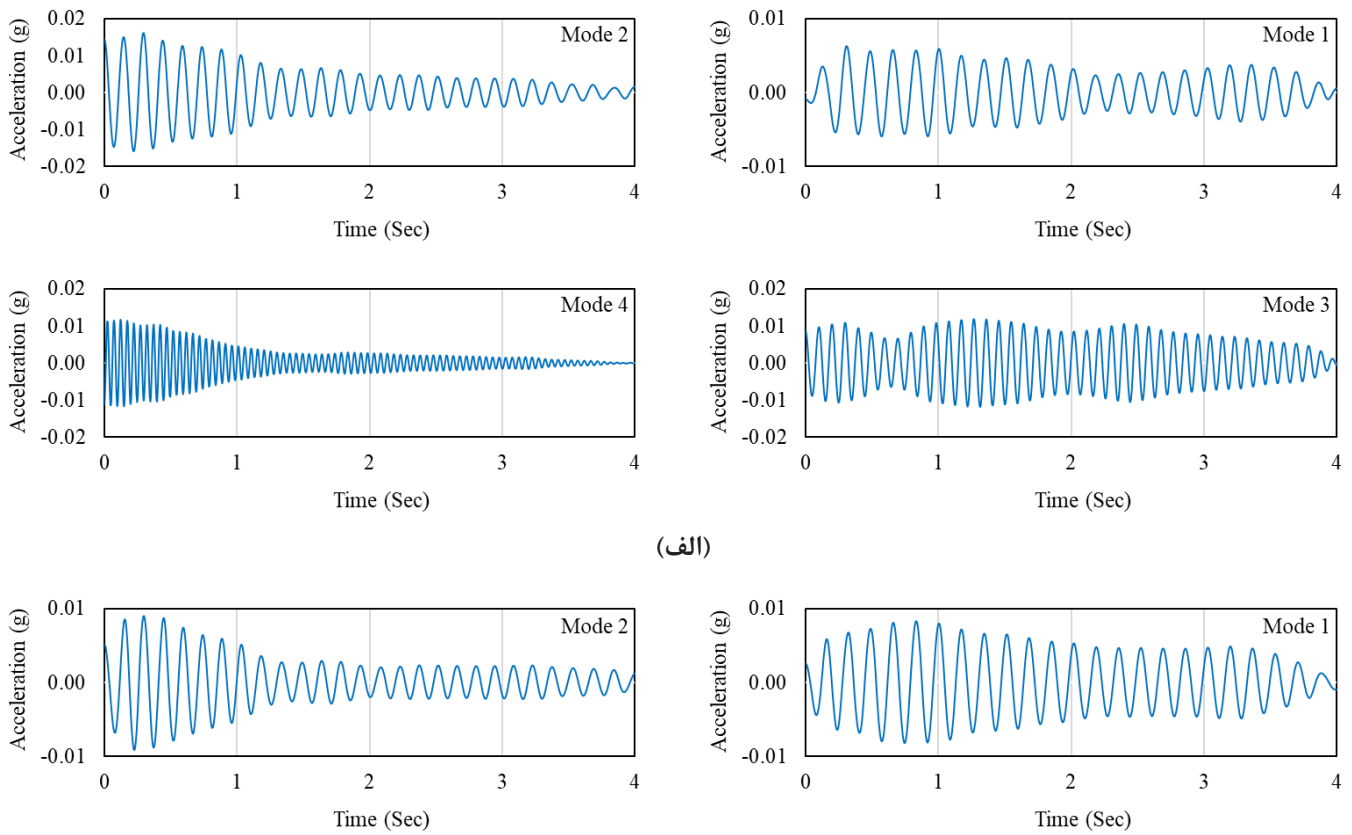 Mode 2
Acceleration (g)
0.02
0.01
0.00
-0.01
-0.02
0 1 2 3 4
Time (Sec)
Mode 1
Acceleration (g)
0.01
0.00
-0.01
0 1 2 3 4
Time (Sec)
Mode 4
Acceleration (g)
0.02
0.01
0.00
-0.01
-0.02
0 1 2 3 4
Time (Sec)
Mode 3
Acceleration (g)
0.02
0.01
0.00
-0.01
-0.02
0 1 2 3 4
Time (Sec)
(الف)
Mode 2
Acceleration (g)
0.01
0.00
-0.01
0 1 2 3 4
Time (Sec)
Mode 1
Acceleration (g)
0.01
0.00
-0.01
0 1 2 3 4
Time (Sec)